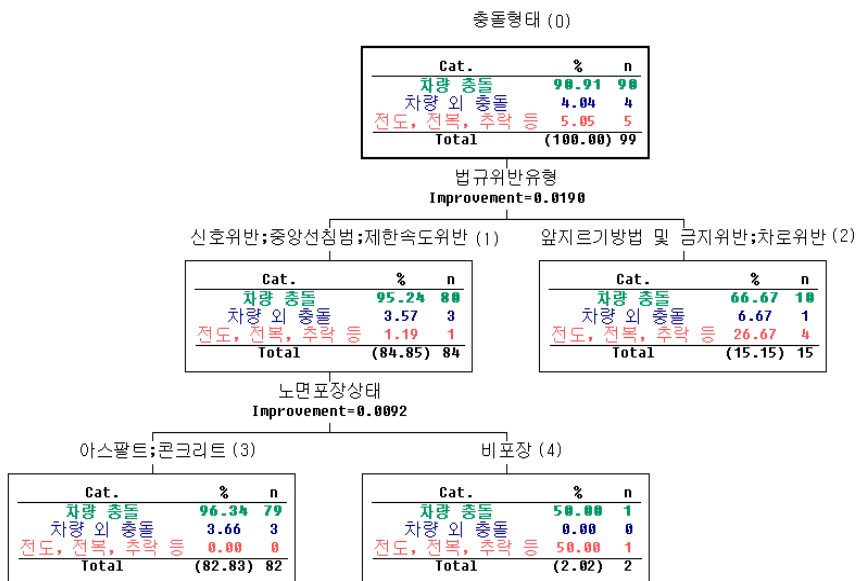 충돌형태 (0)
Cat. % n
차량 충돌 90.91 90
차량 외 충돌 4.04 4
전도, 전복, 추락 등 5.05 5
Total (100.00) 99
법규위반유형
Improvement=0.0190
신호위반;중앙선침범;제한속도위반 (1)
Cat. % n
차량 충돌 95.24 80
차량 외 충돌 3.57 3
전도, 전복, 추락 등 1.19 1
Total (84.85) 84
앞지르기방법 및 금지위반;차로위반 (2)
Cat. % n
차량 충돌 66.67 10
차량 외 충돌 6.67 1
전도, 전복, 추락 등 26.67 4
Total (15.15) 15
노면포장상태
Improvement=0.0092
아스팔트;콘크리트 (3)
Cat. % n
차량 충돌 96.34 79
차량 외 충돌 3.66 3
전도, 전복, 추락 등 0.00 0
Total (82.83) 82
비포장 (4)
Cat. % n
차량 충돌 50.00 1
차량 외 충돌 0.00 0
전도, 전복, 추락 등 50.00 1
Total (2.02) 2